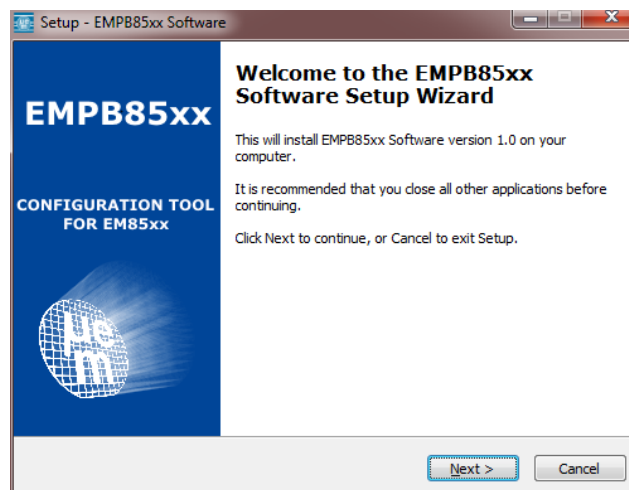 Setup - EMPB85xx Software
EMPB85xx
CONFIGURATION TOOL
FOR EM85xx
µe
m
Welcome to the EMPB85xx
Software Setup Wizard
This will install EMPB85xx Software version 1.0 on your
computer.
It is recommended that you close all other applications before
continuing.
Click Next to continue, or Cancel to exit Setup.
Next >
Cancel